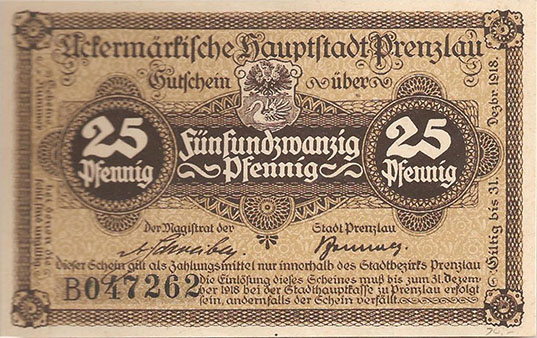 Uckermärkische Hauptstadt Prenzlau
Gutschein über
25
Pfennig
Fünfundzwanzig
Pfennig
25
Pfennig
Der Magistrat der Stadt Prenzlau
Dieser Schein gilt als Zahlungsmittel nur innerhalb des Stadtbezirks Prenzlau
B047262
Die Einlösung dieses Scheines muß bis zum 31. Dezem
ber 1918 bei der Stadthauptkasse zu Prenzlau erfolgt
sein, andernfalls der Schein verfällt.
Gültig bis 31. Dezbr 1918.